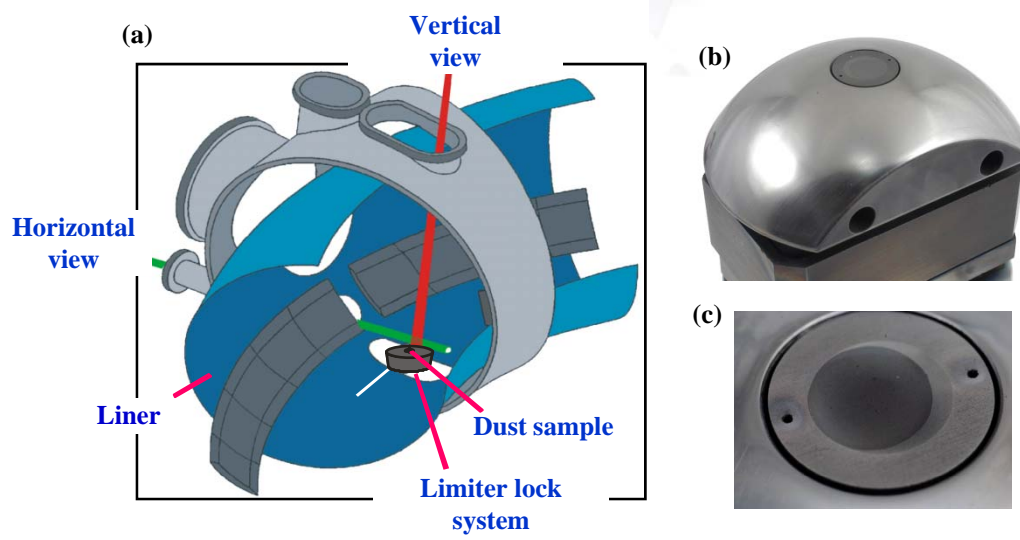 (a)
Vertical
view
(b)
Horizontal
view
(c)
Liner
Dust sample
Limiter lock
system